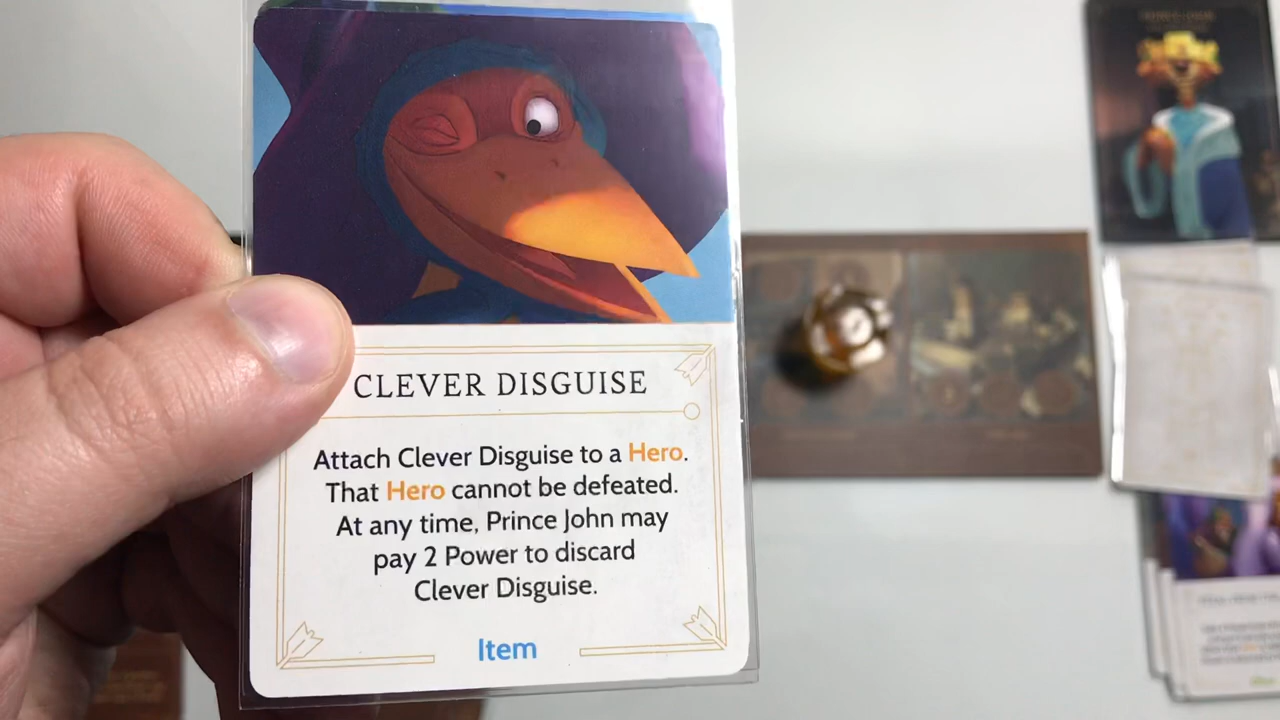 CLEVER DISGUISE
Attach Clever Disguise to a Hero.
That Hero cannot be defeated.
At any time, Prince John may
pay 2 Power to discard
Clever Disguise.
Item